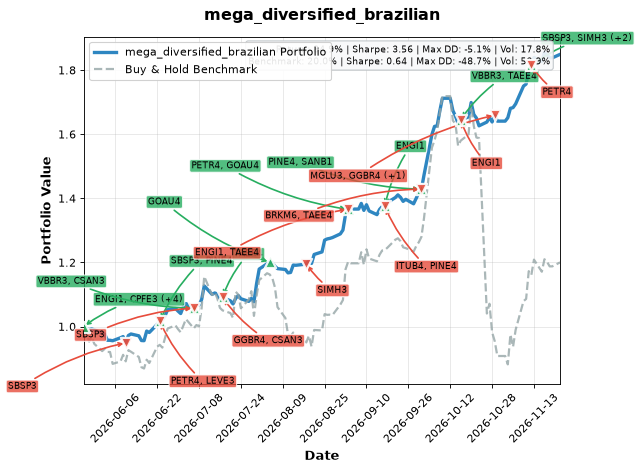 mega_diversified_brazilian
SBSP3, SIMH3 (+2)
mega_diversified_brazilian Portfolio
Buy & Hold Benchmark
9% | Sharpe: 3.56 | Max DD: -5.1% | Vol: 17.8%
| Sharpe: 0.64 | Max DD: -48.7% | Vol:
VBBR3, TAEE4
PETR4
ENGI1
PINE4, SANB1
PETR4, GOAU4
ENGI1
MGLU3, GGBR4 (+1)
GOAU4
BRKM6, TAEE4
ENGI1, TAEE4
SBSP3, PINE4
ITUB4, PINE4
VBBR3, CSAN3
SIMH3
ENGI1, CPFE3 (+4)
SBSP3
GGBR4, CSAN3
SBSP3
PETR4, LEVE3
Portfolio Value
1.8
1.6
1.4
1.2
1.0
2026-06-06
2026-06-22
2026-07-08
2026-07-24
2026-08-09
2026-08-25
2026-09-10
2026-09-26
2026-10-12
2026-10-28
2026-11-13
Date